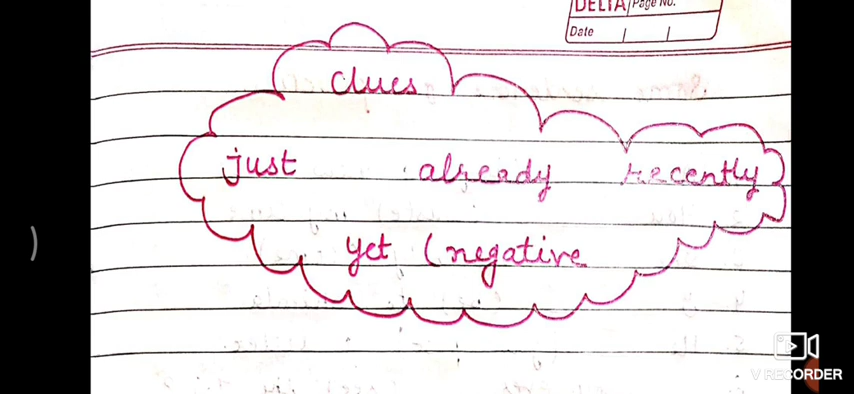 DELTA Page No.
Date
clues
just already recently
yet (negative
V RECORDER